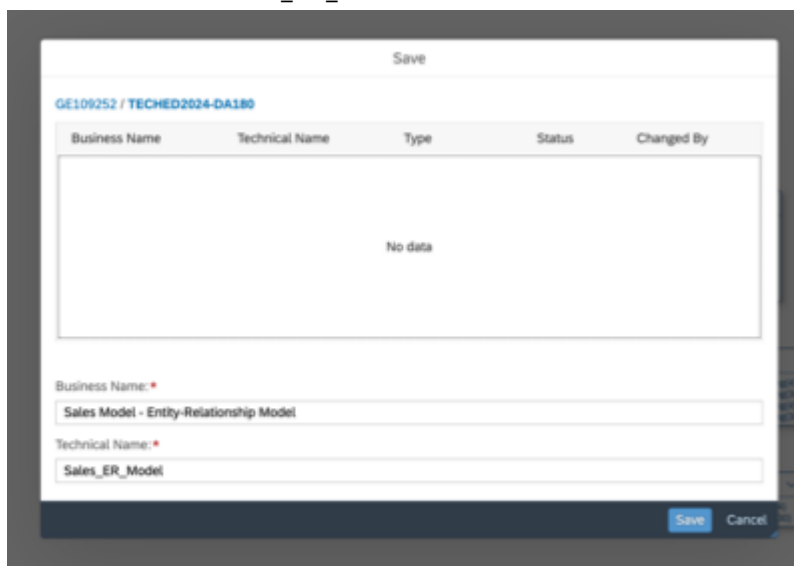 Save
GE109252 / TECHED2024-DA180
Business Name Technical Name Type Status Changed By
No data
Business Name:*
Sales Model - Entity-Relationship Model
Technical Name:*
Sales_ER_Model
Save Cancel